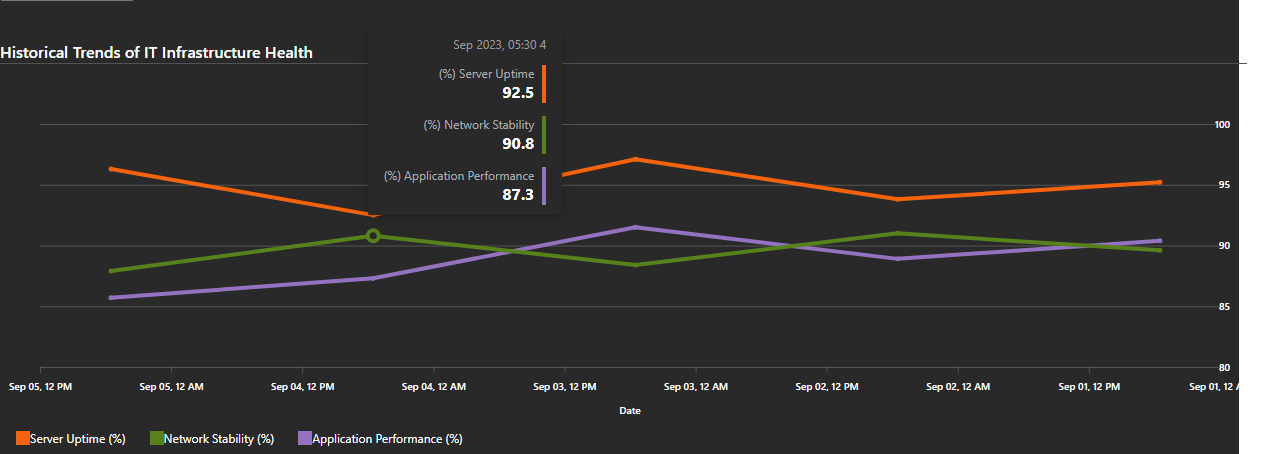 Historical Trends of IT Infrastructure Health
Sep 2023, 05:30 4
(%) Server Uptime
92.5
(%) Network Stability
90.8
(%) Application Performance
87.3
100
95
90
85
80
Sep 05, 12 PM
Sep 05, 12 AM
Sep 04, 12 PM
Sep 04, 12 AM
Sep 03, 12 PM
Sep 03, 12 AM
Sep 02, 12 PM
Sep 02, 12 AM
Sep 01, 12 PM
Sep 01, 12
Date
Server Uptime (%)
Network Stability (%)
Application Performance (%)